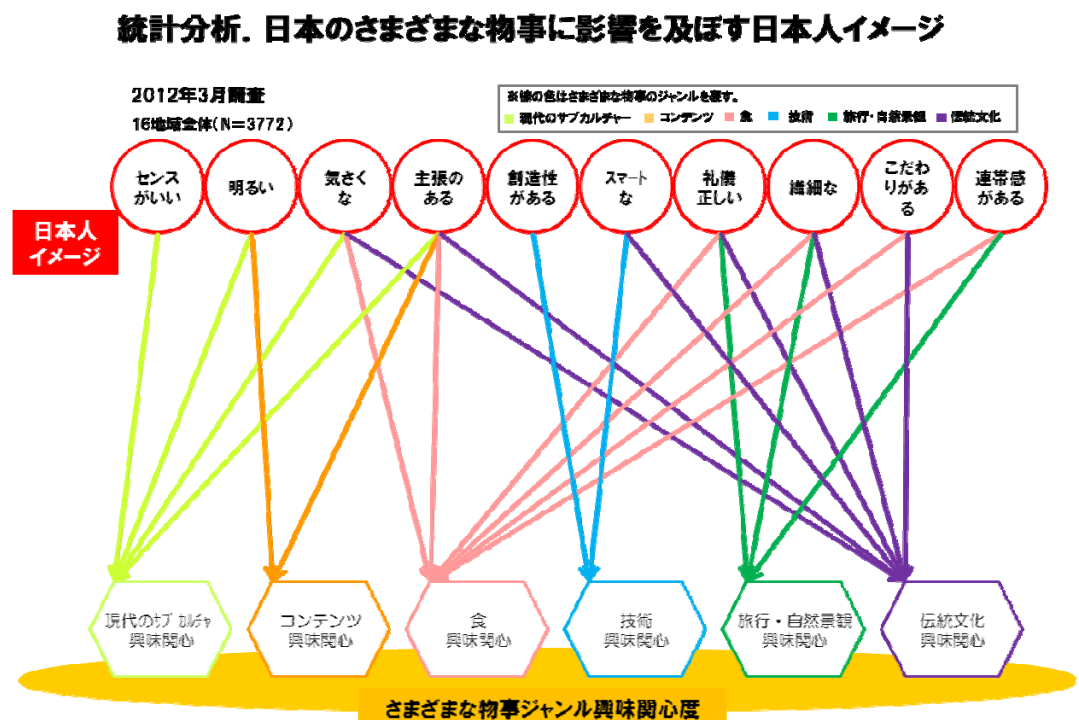 統計分析. 日本のさまざまな物事に影響を及ぼす日本人イメージ
2012年3月調査
16地域全体(N=3772)
※線の色はさまざまな物事のジャンルを表す。
現代のサブカルチャー コンテンツ 食 技術 旅行・自然景観 伝統文化
センス
がいい
明るい
気さく
な
主張の
ある
創造性
がある
スマート
な
礼儀
正しい
繊細な
こだわ
りがあ
る
連帯感
がある
日本人
イメージ
現代のｻﾌﾞｶﾙﾁｬ
興味関心
コンテンツ
興味関心
食
興味関心
技術
興味関心
旅行・自然景観
興味関心
伝統文化
興味関心
さまざまな物事ジャンル興味関心度